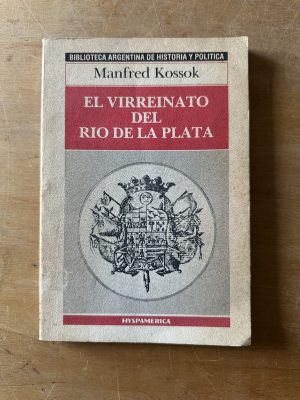 BIBLIOTECA ARGENTINA DE HISTORIA Y POLITICA
Manfred Kossok
EL VIRREINATO
DEL
RIO DE LA PLATA
HYSPAMERICA